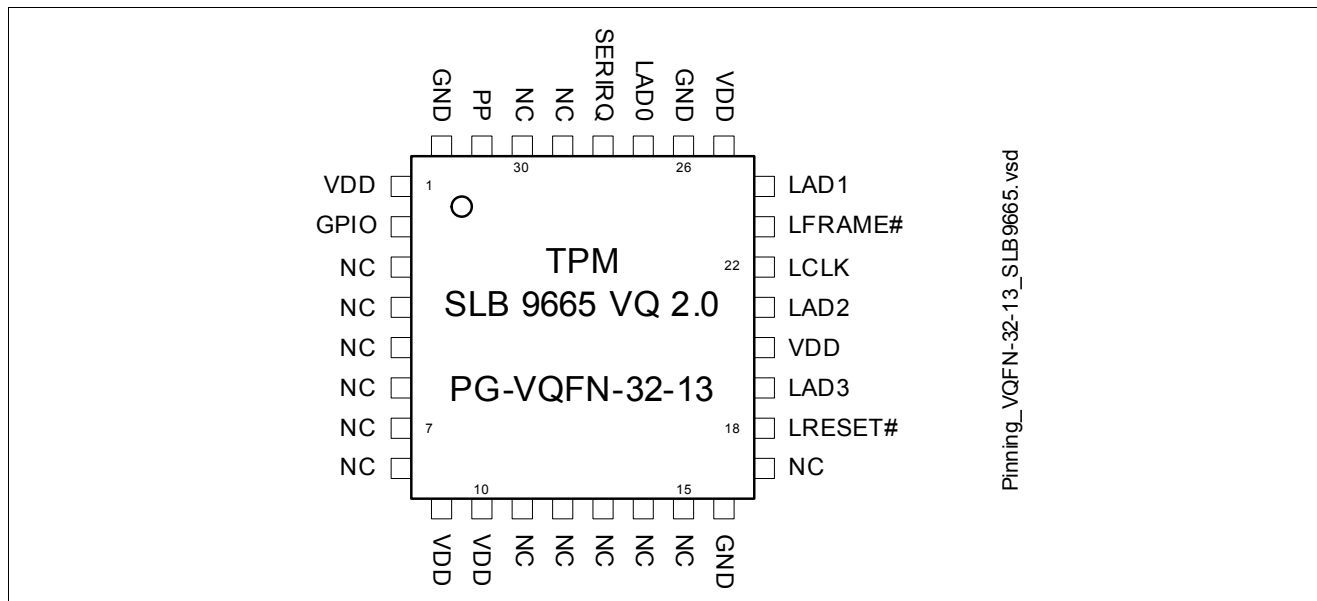 GND
PP
NC
NC
SERIRQ
LAD0
GND
VDD
30
26
VDD
1
GPIO
NC
NC
NC
NC
NC
7
NC
TPM
SLB 9665 VQ 2.0
PG-VQFN-32-13
LAD1
LFRAME#
22
LCLK
LAD2
VDD
LAD3
18
LRESET#
NC
10
15
VDD
VDD
NC
NC
NC
NC
NC
GND
Pinning_VQFN-32-13_SLB9665.vsd